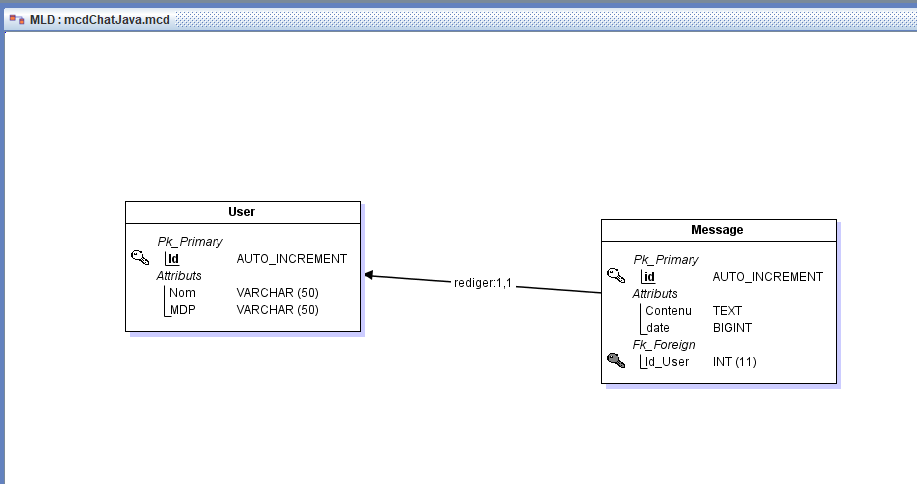 MLD : mcdChatJava.mcd
User
Pk_Primary
Id AUTO_INCREMENT
Attributs
Nom VARCHAR (50)
MDP VARCHAR (50)
rediger:1,1
Message
Pk_Primary
id AUTO_INCREMENT
Attributs
Contenu TEXT
date BIGINT
Fk_Foreign
Id_User INT (11)